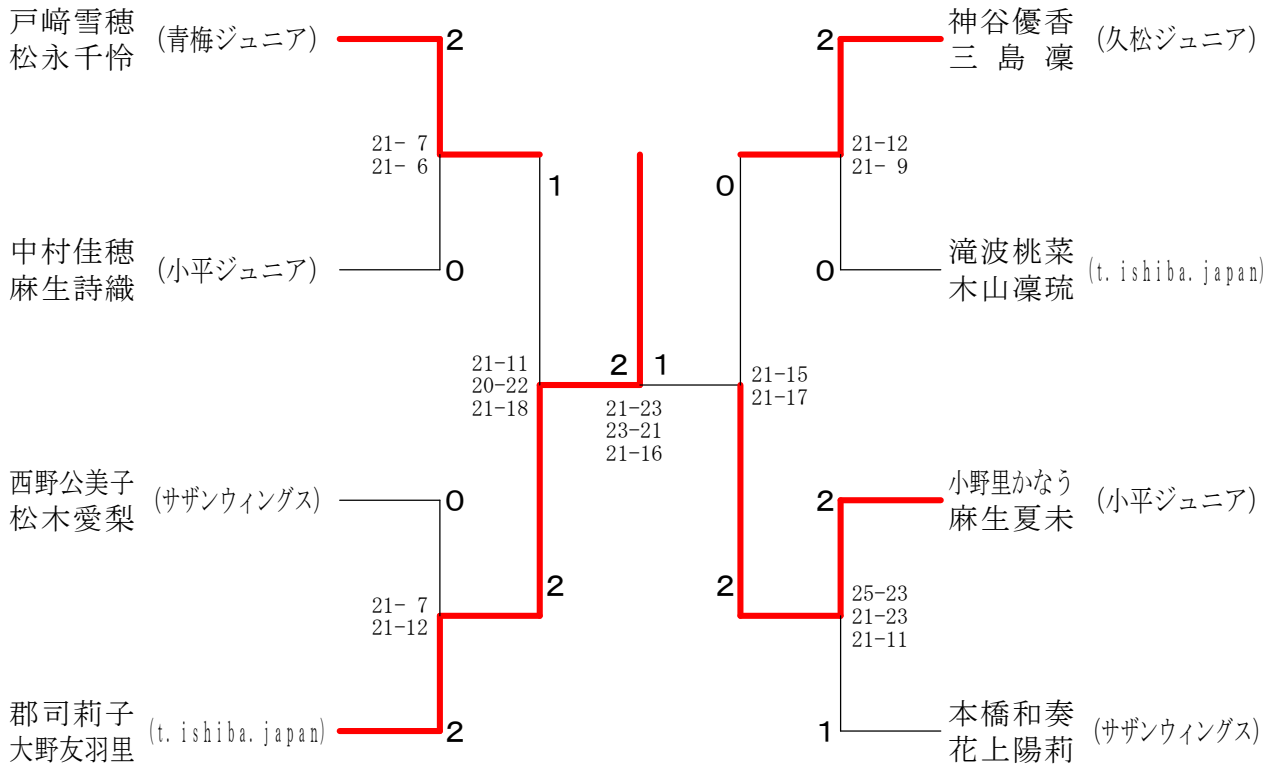 戸﨑雪穂
松永千怜
(青梅ジュニア)
2
21- 7
21- 6
1
中村佳穂
麻生詩織
(小平ジュニア)
0
21-11
20-22
21-18
西野公美子
松木愛梨
(サザンウィングス)
0
21- 7
21-12
2
郡司莉子
大野友羽里
(t.ishiba.japan)
2
2 1
21-23
23-21
21-16
神谷優香
三島凜
(久松ジュニア)
2
21-12
21- 9
0
滝波桃菜
木山凜琉
(t.ishiba.japan)
0
21-15
21-17
小野里かなう
麻生夏未
(小平ジュニア)
2
25-23
21-23
21-11
2
本橋和奏
花上陽莉
(サザンウィングス)
1